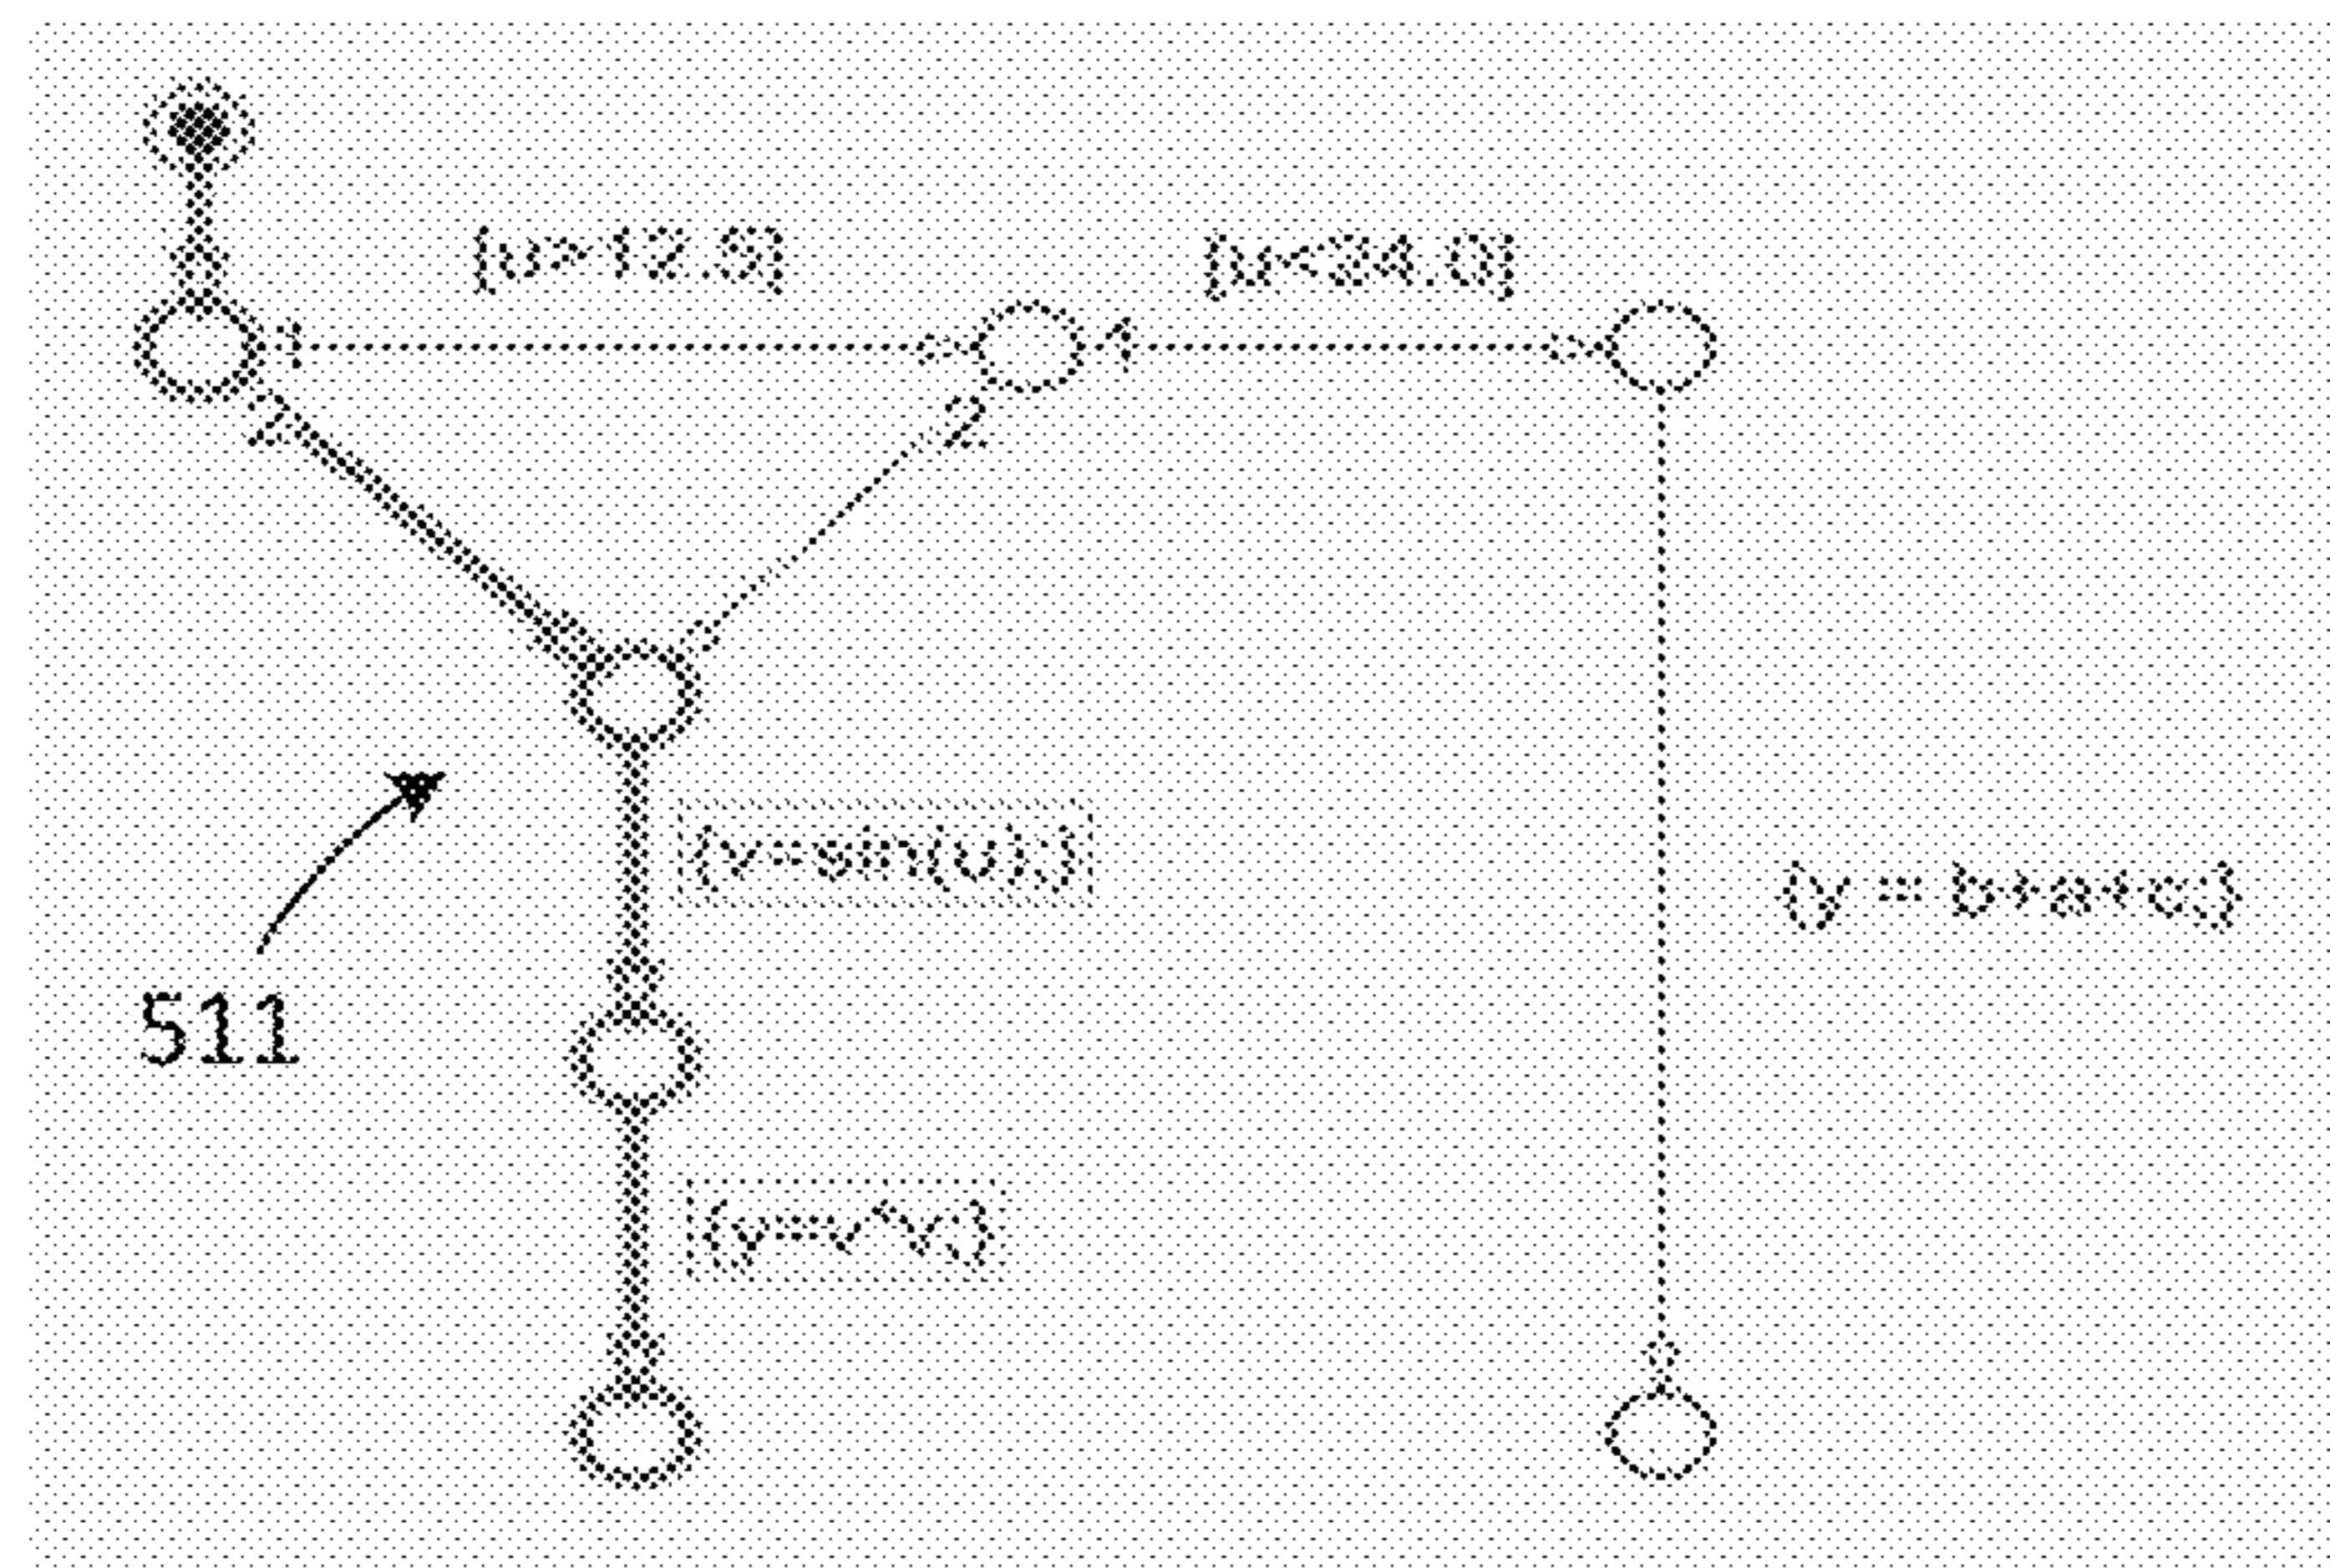 [u>12.5] [u<24.0]
1 1
2 2
{v=sin(u);}
{y = b+a+c;}
511
{y=v*v;}